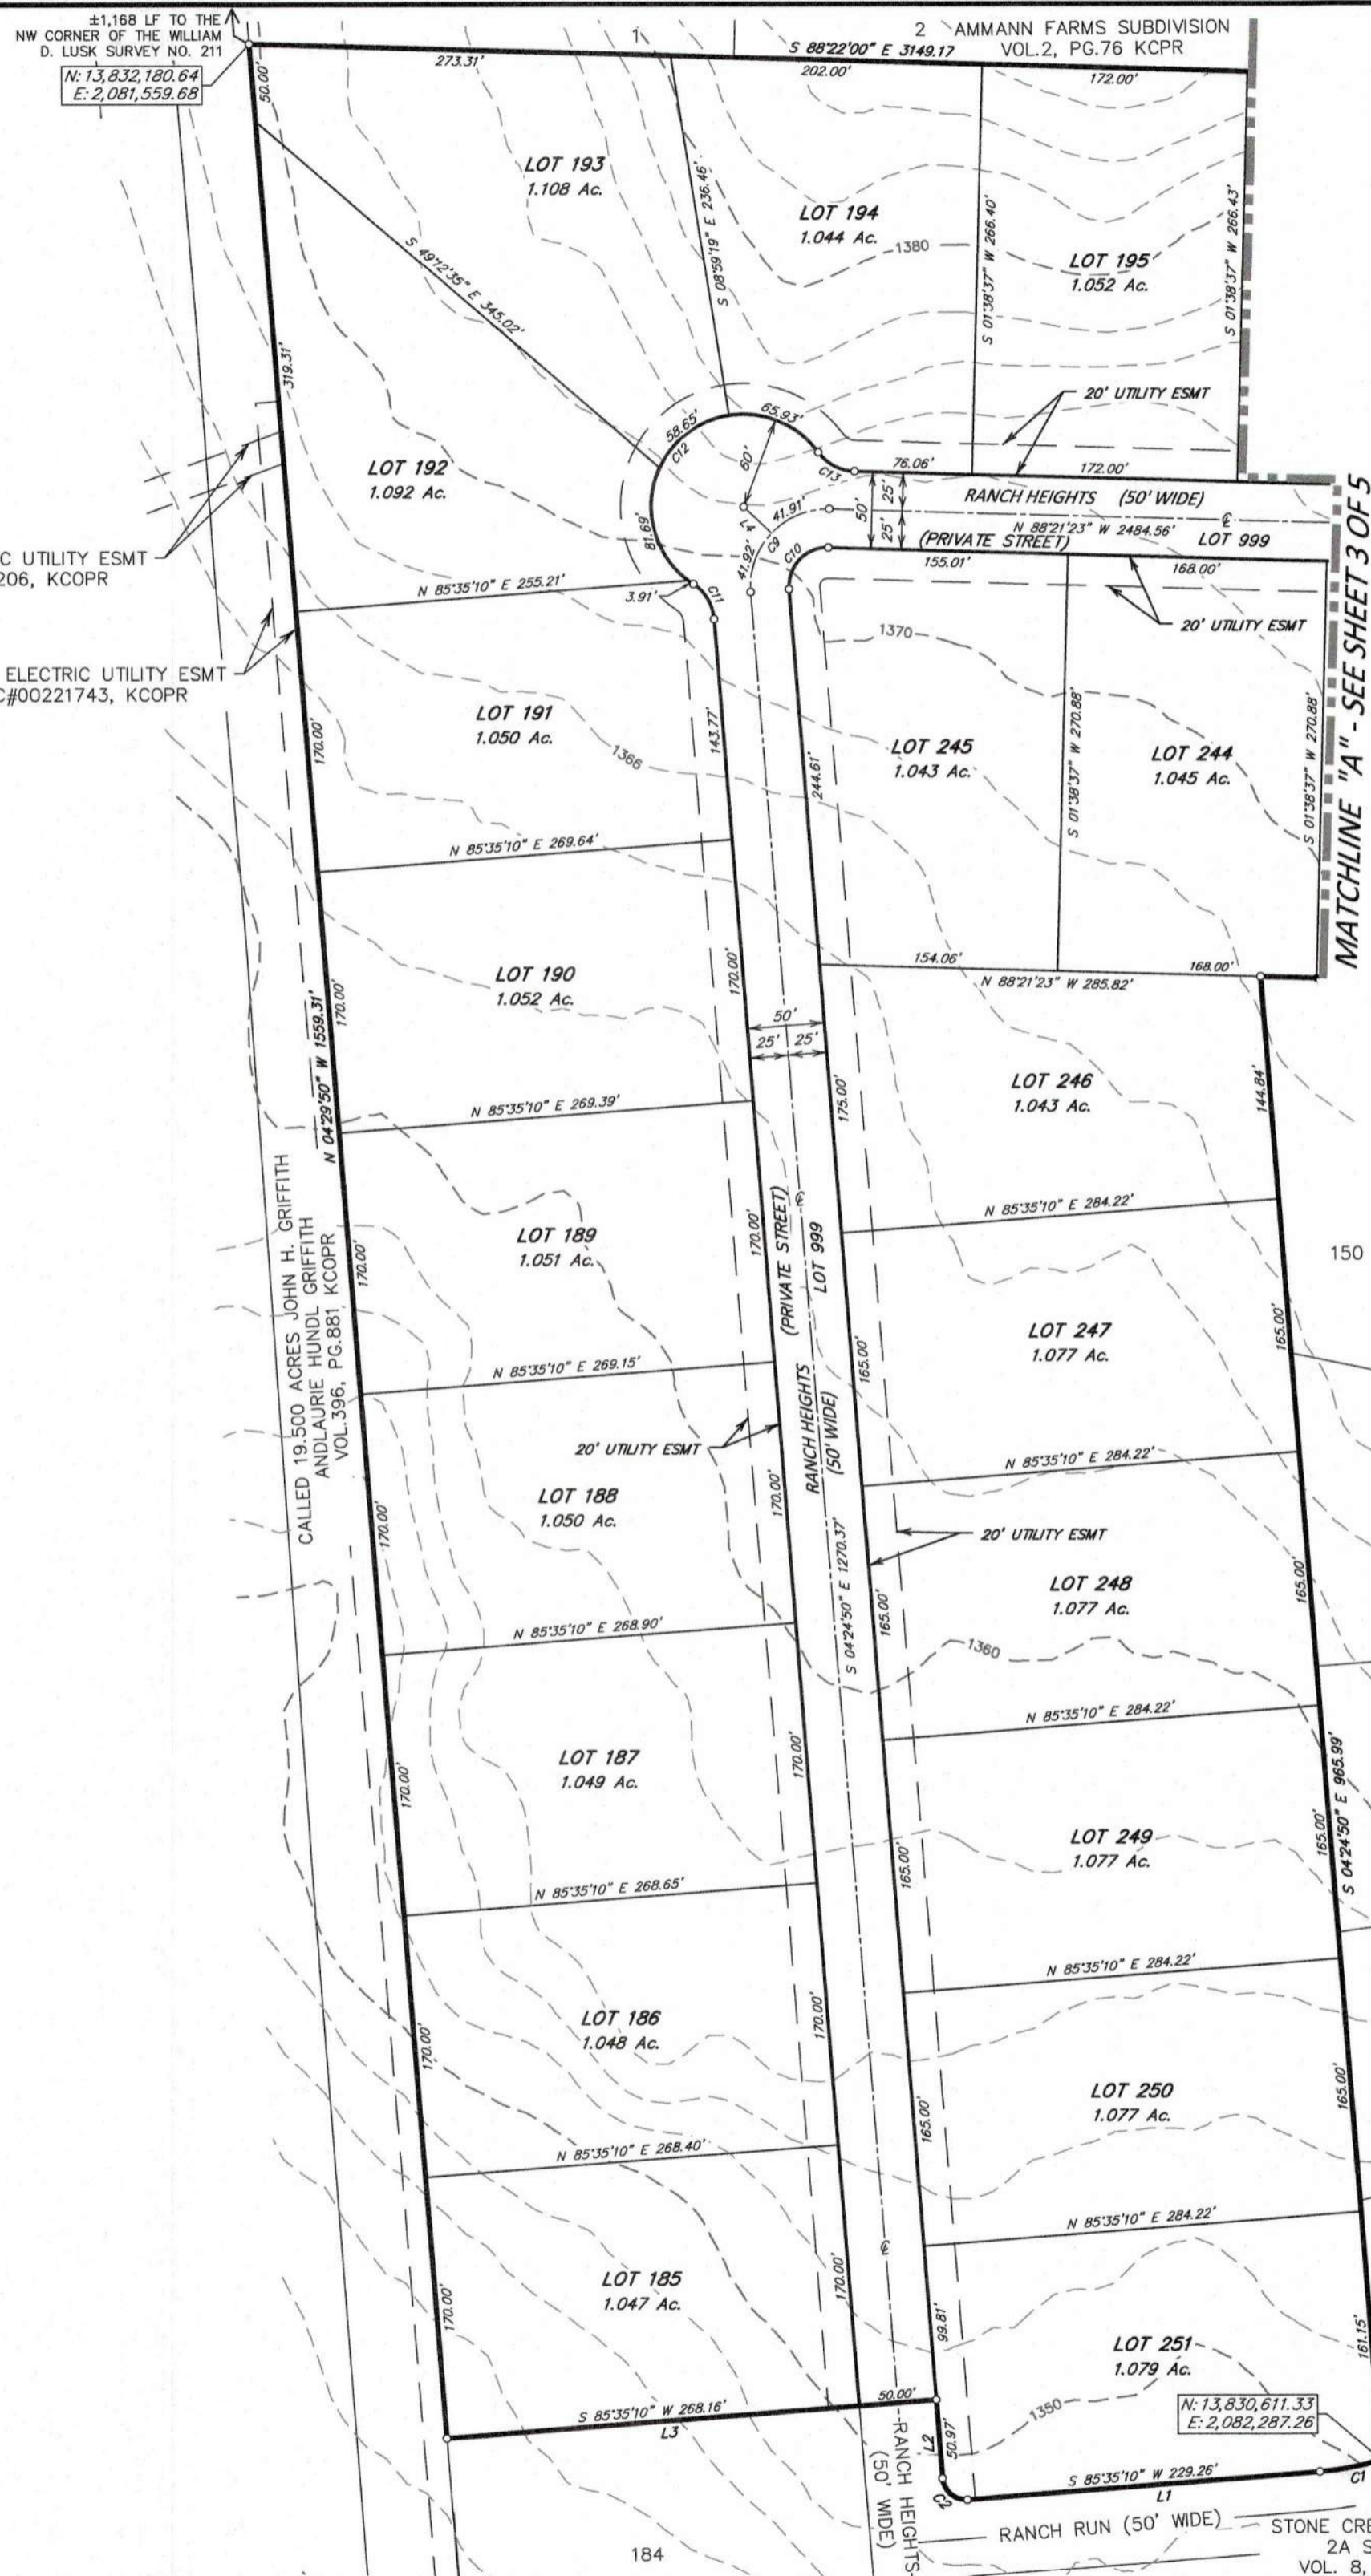 ±1,168 LF TO THE
NW CORNER OF THE WILLIAM
D. LUSK SURVEY NO. 211
N: 13,832,180.64
E: 2,081,559.68
1
2 AMMANN FARMS SUBDIVISION
VOL.2, PG.76 KCPR
S 88°22'00" E 3149.17
50.00'
273.31'
202.00'
172.00'
LOT 193
1.108 Ac.
S 08°59'19" E 236.46'
LOT 194
1.044 Ac.
1380
S 01°38'37" W 266.40'
LOT 195
1.052 Ac.
S 01°38'37" W 266.43'
S 49°12'35" E 345.02'
319.31'
20' UTILITY ESMT
LOT 192
1.092 Ac.
58.65'
C12
65.93'
60'
C13
76.06'
172.00'
81.69'
L4
41.91'
C9
41.92'
C10
50'
25'
25'
RANCH HEIGHTS (50' WIDE)
N 88°21'23" W 2484.56'
℄
(PRIVATE STREET)
LOT 999
155.01'
168.00'
MATCHLINE "A" - SEE SHEET 3 OF 5
C UTILITY ESMT
206, KCOPR
N 85°35'10" E 255.21'
3.91'
C11
20' UTILITY ESMT
1370
ELECTRIC UTILITY ESMT
C#00221743, KCOPR
LOT 191
1.050 Ac.
170.00'
1366
143.77'
244.61'
LOT 245
1.043 Ac.
S 01°38'37" W 270.88'
LOT 244
1.045 Ac.
S 01°38'37" W 270.88'
N 85°35'10" E 269.64'
LOT 190
1.052 Ac.
170.00'
N 04°29'50" W 1559.31'
170.00'
154.06'
168.00'
N 88°21'23" W 285.82'
50'
25'
25'
LOT 246
1.043 Ac.
144.84'
175.00'
N 85°35'10" E 269.39'
CALLED 19.500 ACRES JOHN H. GRIFFITH
ANDLAURIE HUNDL GRIFFITH
VOL.396, PG.881 KCOPR
LOT 189
1.051 Ac.
170.00'
170.00'
(PRIVATE STREET)
℄
LOT 999
N 85°35'10" E 284.22'
150
LOT 247
1.077 Ac.
165.00'
165.00'
N 85°35'10" E 269.15'
20' UTILITY ESMT
RANCH HEIGHTS
(50' WIDE)
N 85°35'10" E 284.22'
LOT 188
1.050 Ac.
170.00'
170.00'
S 04°24'50" E 1270.37'
20' UTILITY ESMT
LOT 248
1.077 Ac.
165.00'
165.00'
1360
N 85°35'10" E 268.90'
N 85°35'10" E 284.22'
LOT 187
1.049 Ac.
170.00'
170.00'
LOT 249
1.077 Ac.
165.00'
165.00'
S 04°24'50" E 965.99'
N 85°35'10" E 268.65'
N 85°35'10" E 284.22'
LOT 186
1.048 Ac.
170.00'
170.00'
LOT 250
1.077 Ac.
165.00'
165.00'
N 85°35'10" E 268.40'
N 85°35'10" E 284.22'
℄
LOT 185
1.047 Ac.
170.00'
170.00'
99.81'
LOT 251
1.079 Ac.
161.15'
1350
N: 13,830,611.33
E: 2,082,287.26
S 85°35'10" W 268.16'
L3
50.00'
L2
50.97'
C2
S 85°35'10" W 229.26'
L1
C1
RANCH HEIGHTS
(50' WIDE)
RANCH RUN (50' WIDE)
STONE CRE
2A S
VOL. 8,
184